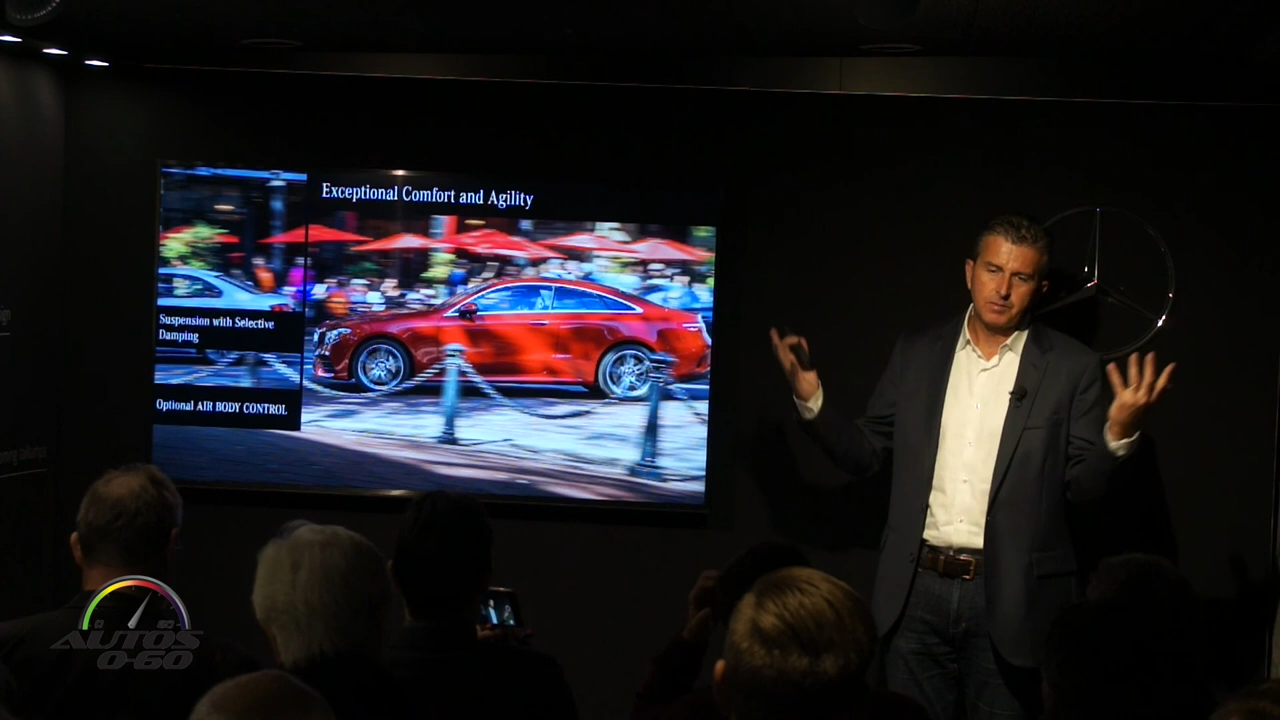 Exceptional Comfort and Agility
Suspension with Selective
Damping
Optional AIR BODY CONTROL
AUTOS
0-60